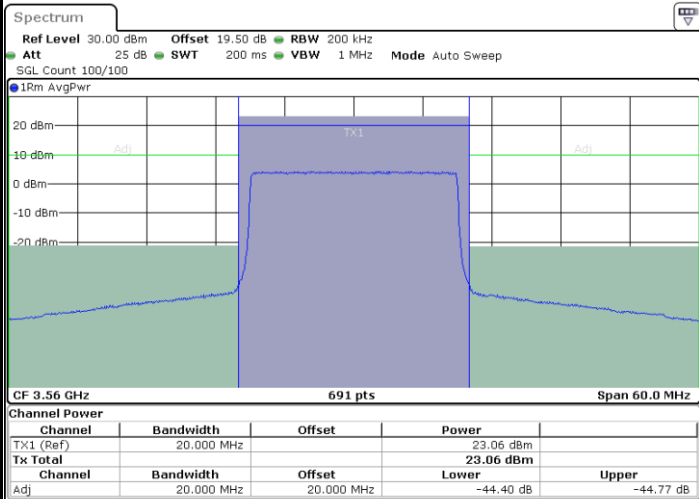 Spectrum
Ref Level 30.00 dBm Offset 19.50 dB RBW 200 kHz
Att 25 dB SWT 200 ms VBW 1 MHz Mode Auto Sweep
SGL Count 100/100
1Rm AvgPwr
20 dBm
TX1
Adj
Adj
10 dBm
0 dBm
-10 dBm
-20 dBm
CF 3.56 GHz 691 pts Span 60.0 MHz
Channel Power
Channel Bandwidth Offset Power
TX1 (Ref) 20.000 MHz 23.06 dBm
Tx Total 23.06 dBm
Channel Bandwidth Offset Lower Upper
Adj 20.000 MHz 20.000 MHz -44.40 dB -44.77 dB